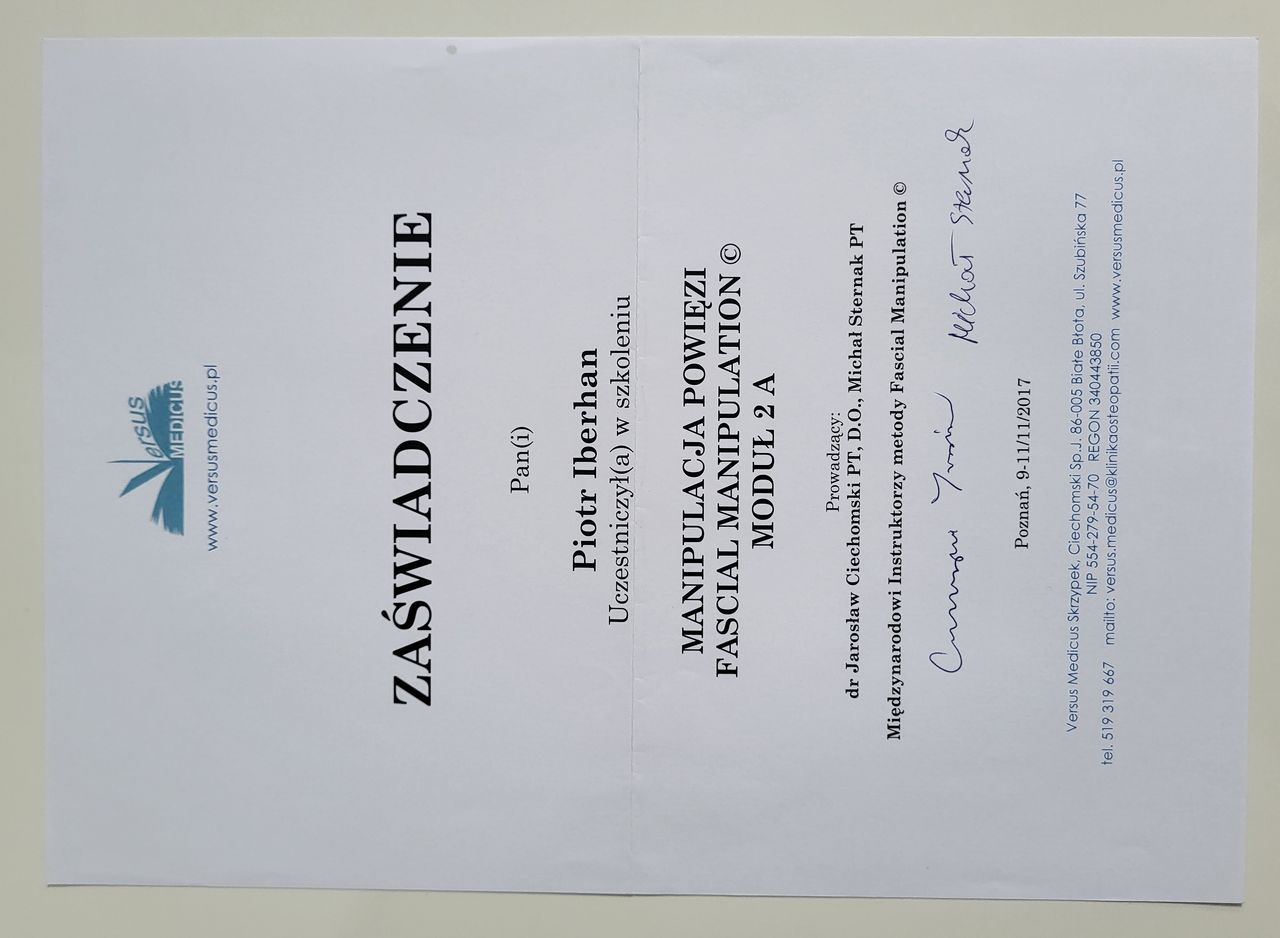 Versus
MEDICUS
www.versusmedicus.pl
ZAŚWIADCZENIE
Pan(i)
Piotr Iberhan
Uczestniczył(a) w szkoleniu
MANIPULACJA POWIĘZI
FASCIAL MANIPULATION ©
MODUŁ 2 A
Prowadzący:
dr Jarosław Ciechomski PT, D.O., Michał Sternak PT
Międzynarodowi Instruktorzy metody Fascial Manipulation ©
Michał Sternak
Poznań, 9-11/11/2017
Versus Medicus Skrzypek, Ciechomski Sp.J. 86-005 Białe Błota, ul. Szubińska 77
NIP 554-279-54-70 REGON 340443850
tel. 519 319 667 mailto: versus.medicus@klinikaosteopatii.com www.versusmedicus.pl